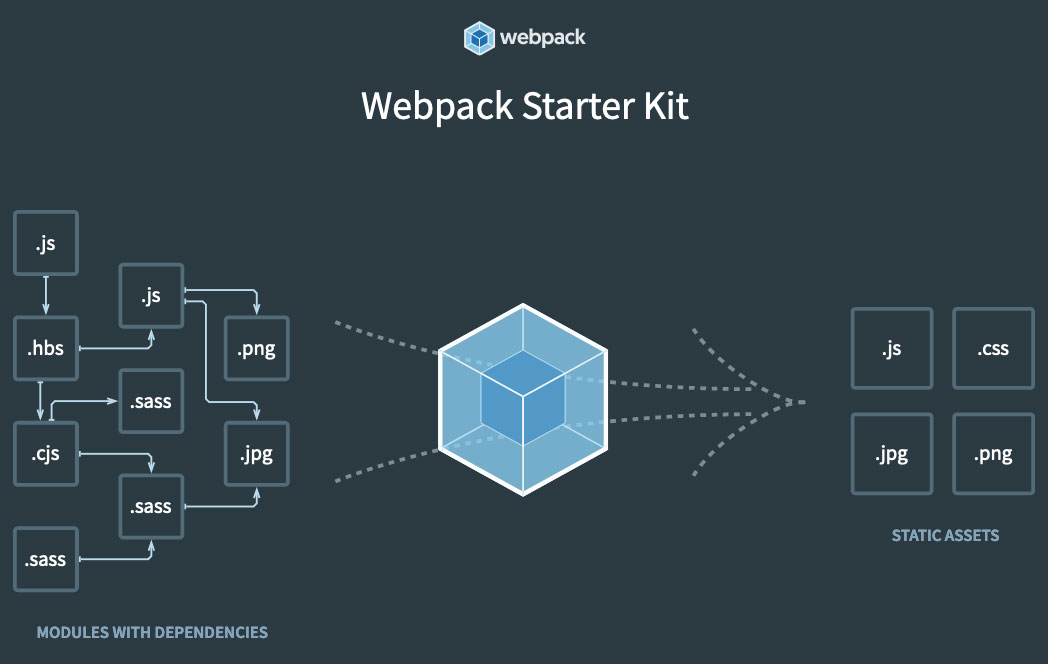 webpack
Webpack Starter Kit
.js
.js
.hbs
.png
.sass
.cjs
.jpg
.sass
.sass
MODULES WITH DEPENDENCIES
.js
.css
.jpg
.png
STATIC ASSETS